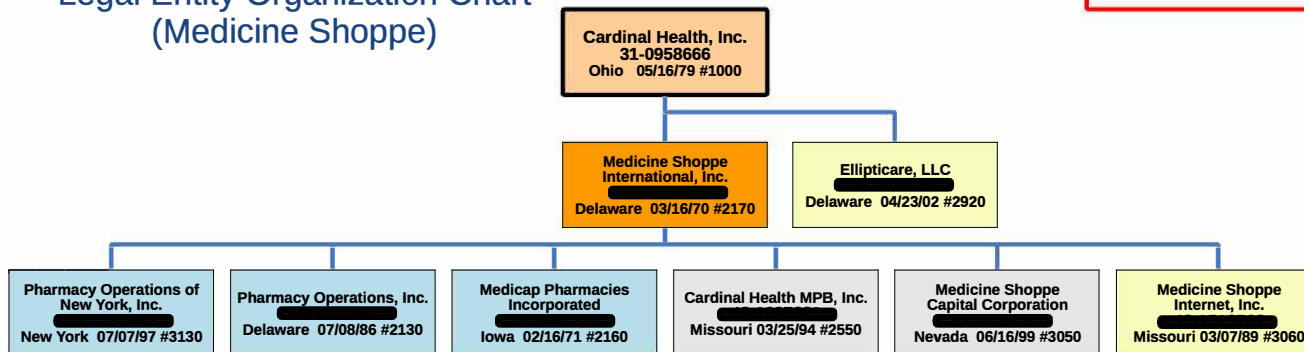 Legal Entity Organization Chart
(Medicine Shoppe)
Cardinal Health, Inc.
31-0958666
Ohio 05/16/79 #1000
Medicine Shoppe
International, Inc.
Delaware 03/16/70 #2170
Ellipticare, LLC
Delaware 04/23/02 #2920
Pharmacy Operations of
New York, Inc.
New York 07/07/97 #3130
Pharmacy Operations, Inc.
Delaware 07/08/86 #2130
Medicap Pharmacies
Incorporated
Iowa 02/16/71 #2160
Cardinal Health MPB, Inc.
Missouri 03/25/94 #2550
Medicine Shoppe
Capital Corporation
Nevada 06/16/99 #3050
Medicine Shoppe
Internet, Inc.
Missouri 03/07/89 #3060